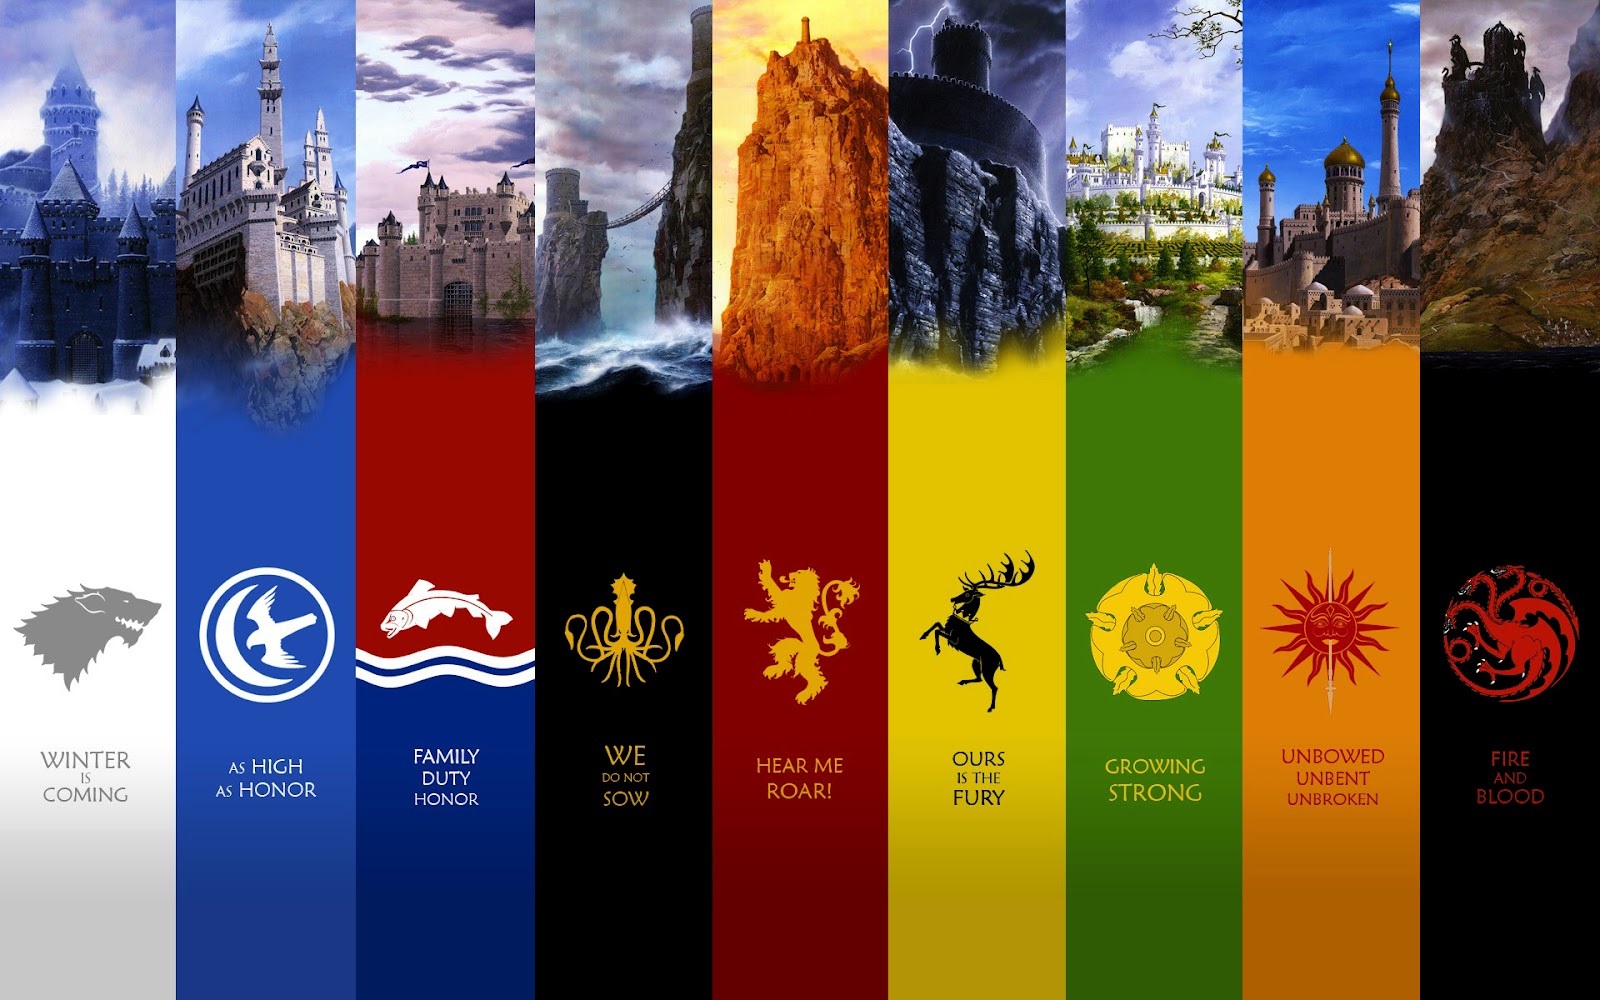 WINTER
IS
COMING
AS HIGH
AS HONOR
FAMILY
DUTY
HONOR
WE
DO NOT
SOW
HEAR ME
ROAR!
OURS
IS THE
FURY
GROWING
STRONG
UNBOWED
UNBENT
UNBROKEN
FIRE
AND
BLOOD